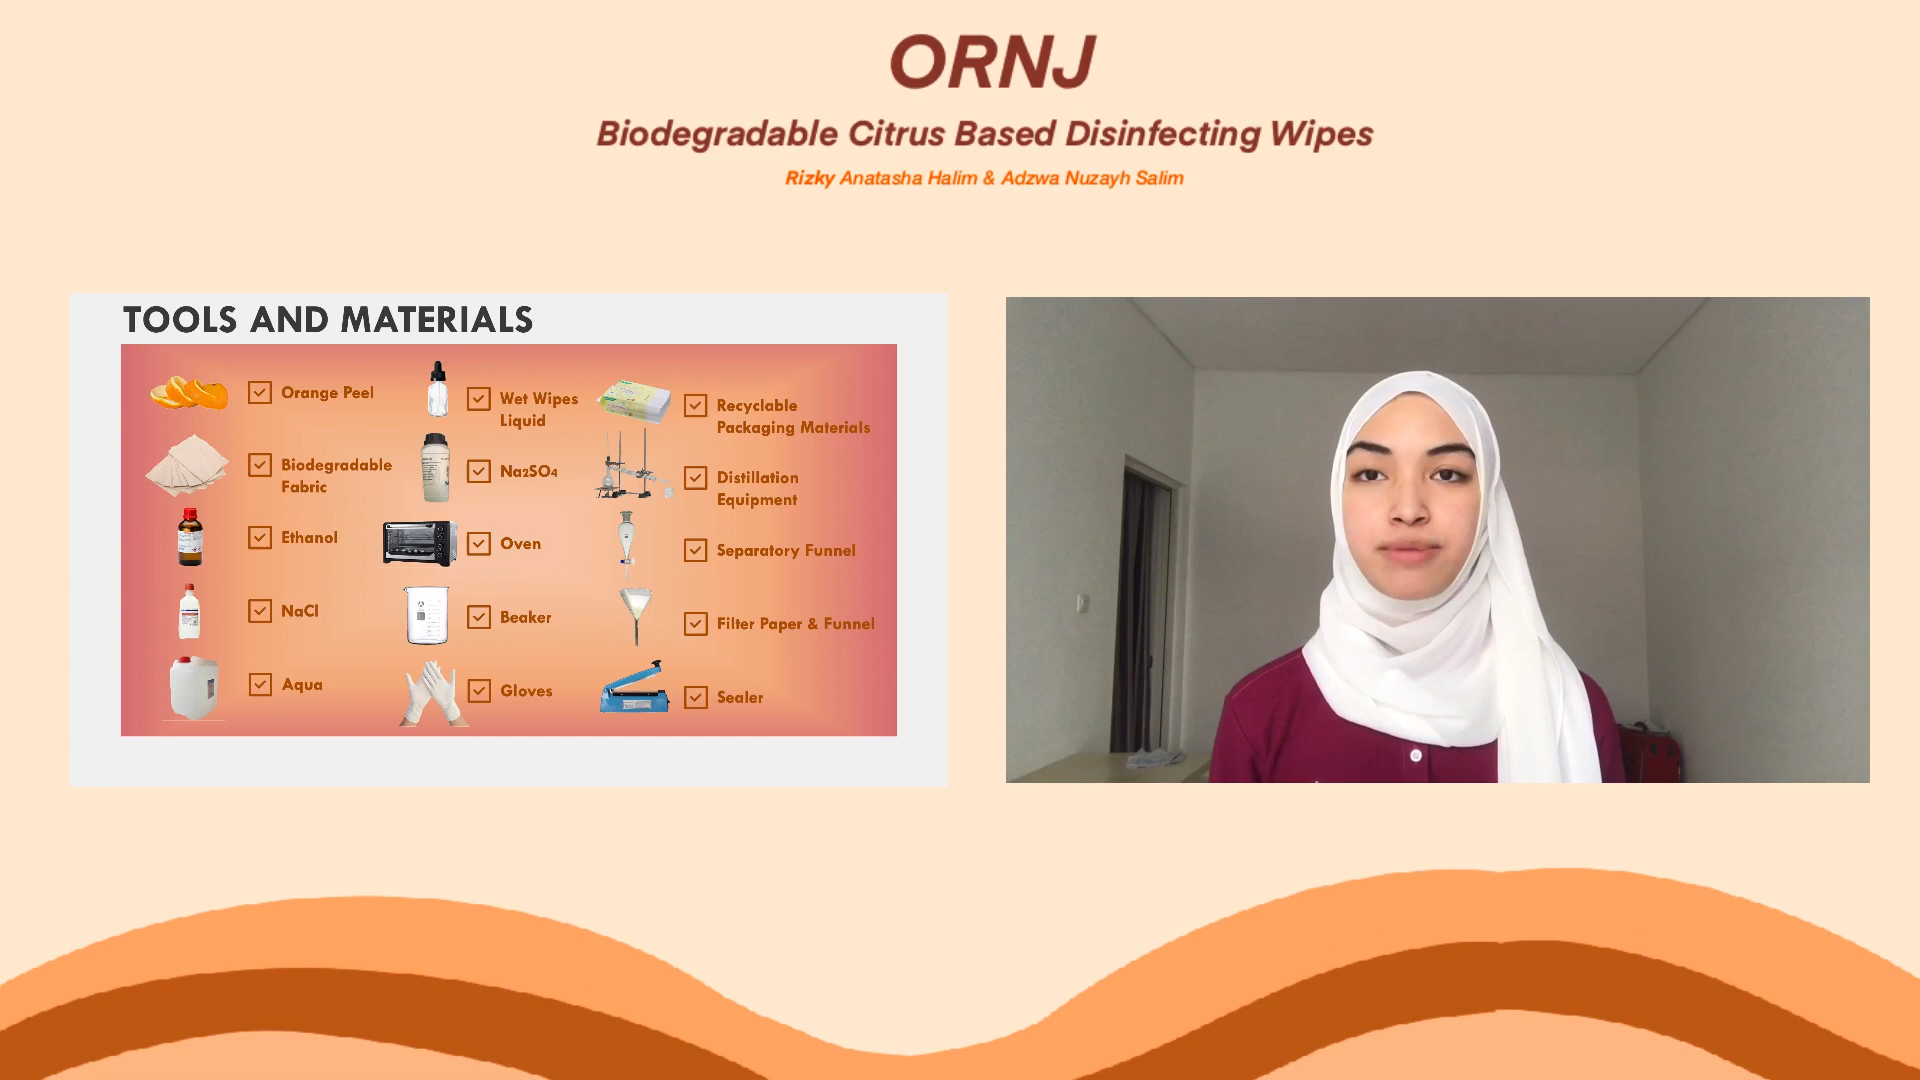 ORNJ
Biodegradable Citrus Based Disinfecting Wipes
Rizky Anatasha Halim & Adzwa Nuzayh Salim
TOOLS AND MATERIALS
Orange Peel
Biodegradable
Fabric
Ethanol
NaCl
Aqua
Wet Wipes
Liquid
Na2SO4
Oven
Beaker
Gloves
Recyclable
Packaging Materials
Distillation
Equipment
Separatory Funnel
Filter Paper & Funnel
Sealer